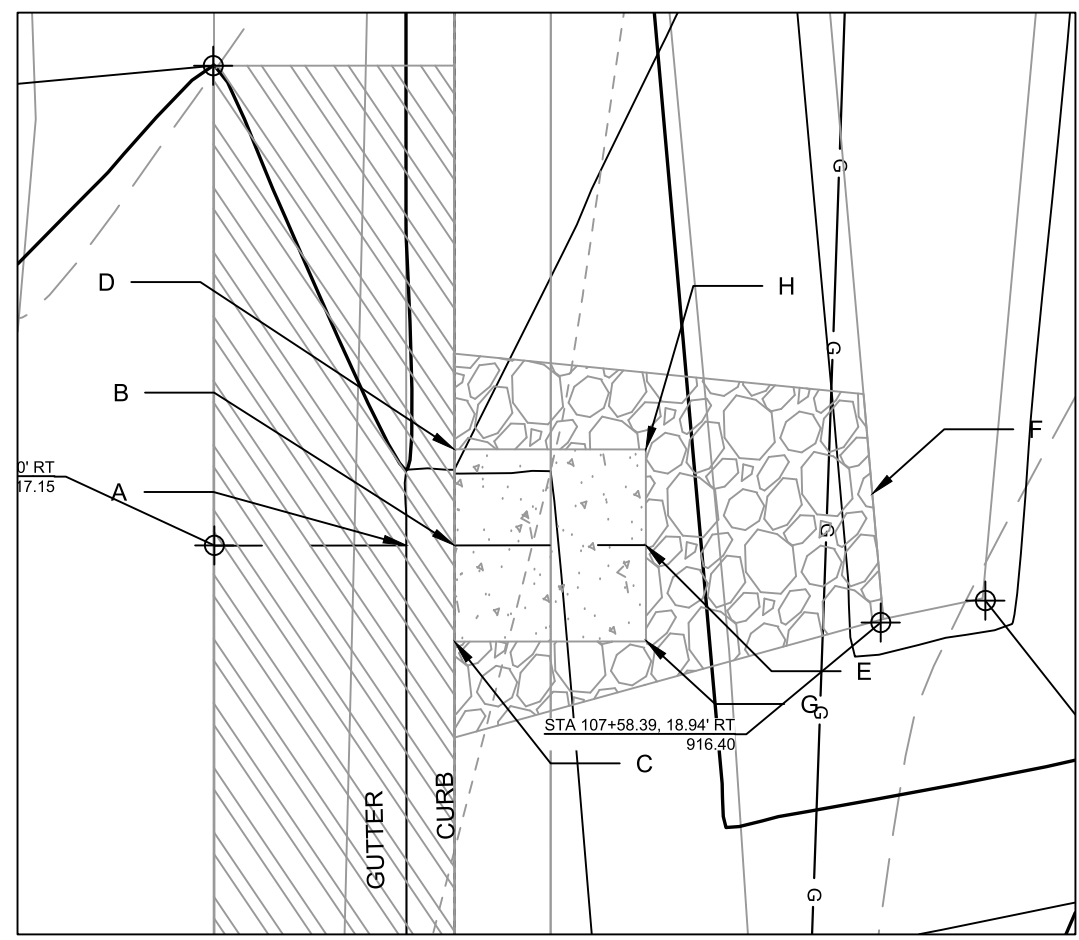 G
D
H
G
B
F
0' RT
17.15
A
G
E
G
G
STA 107+58.39, 18.94' RT
916.40
C
CURB
GUTTER
G